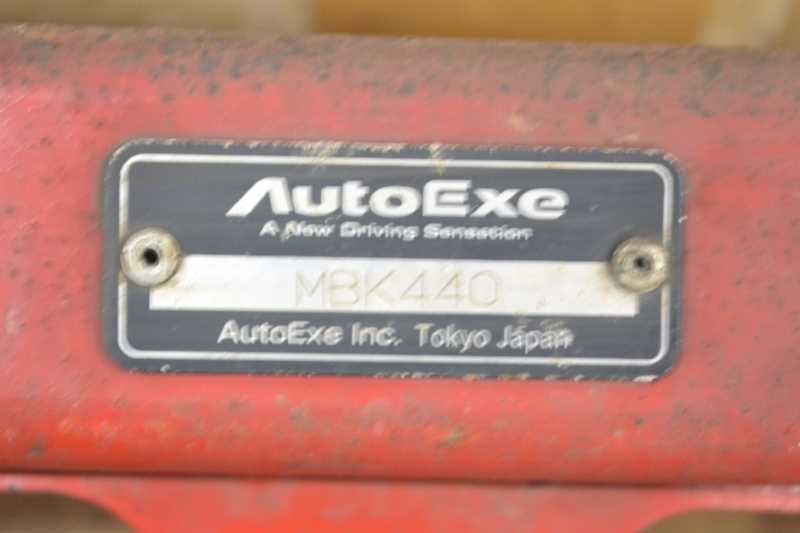 AutoExe
A New Driving Sensation
MBK440
AutoExe Inc. Tokyo Japan